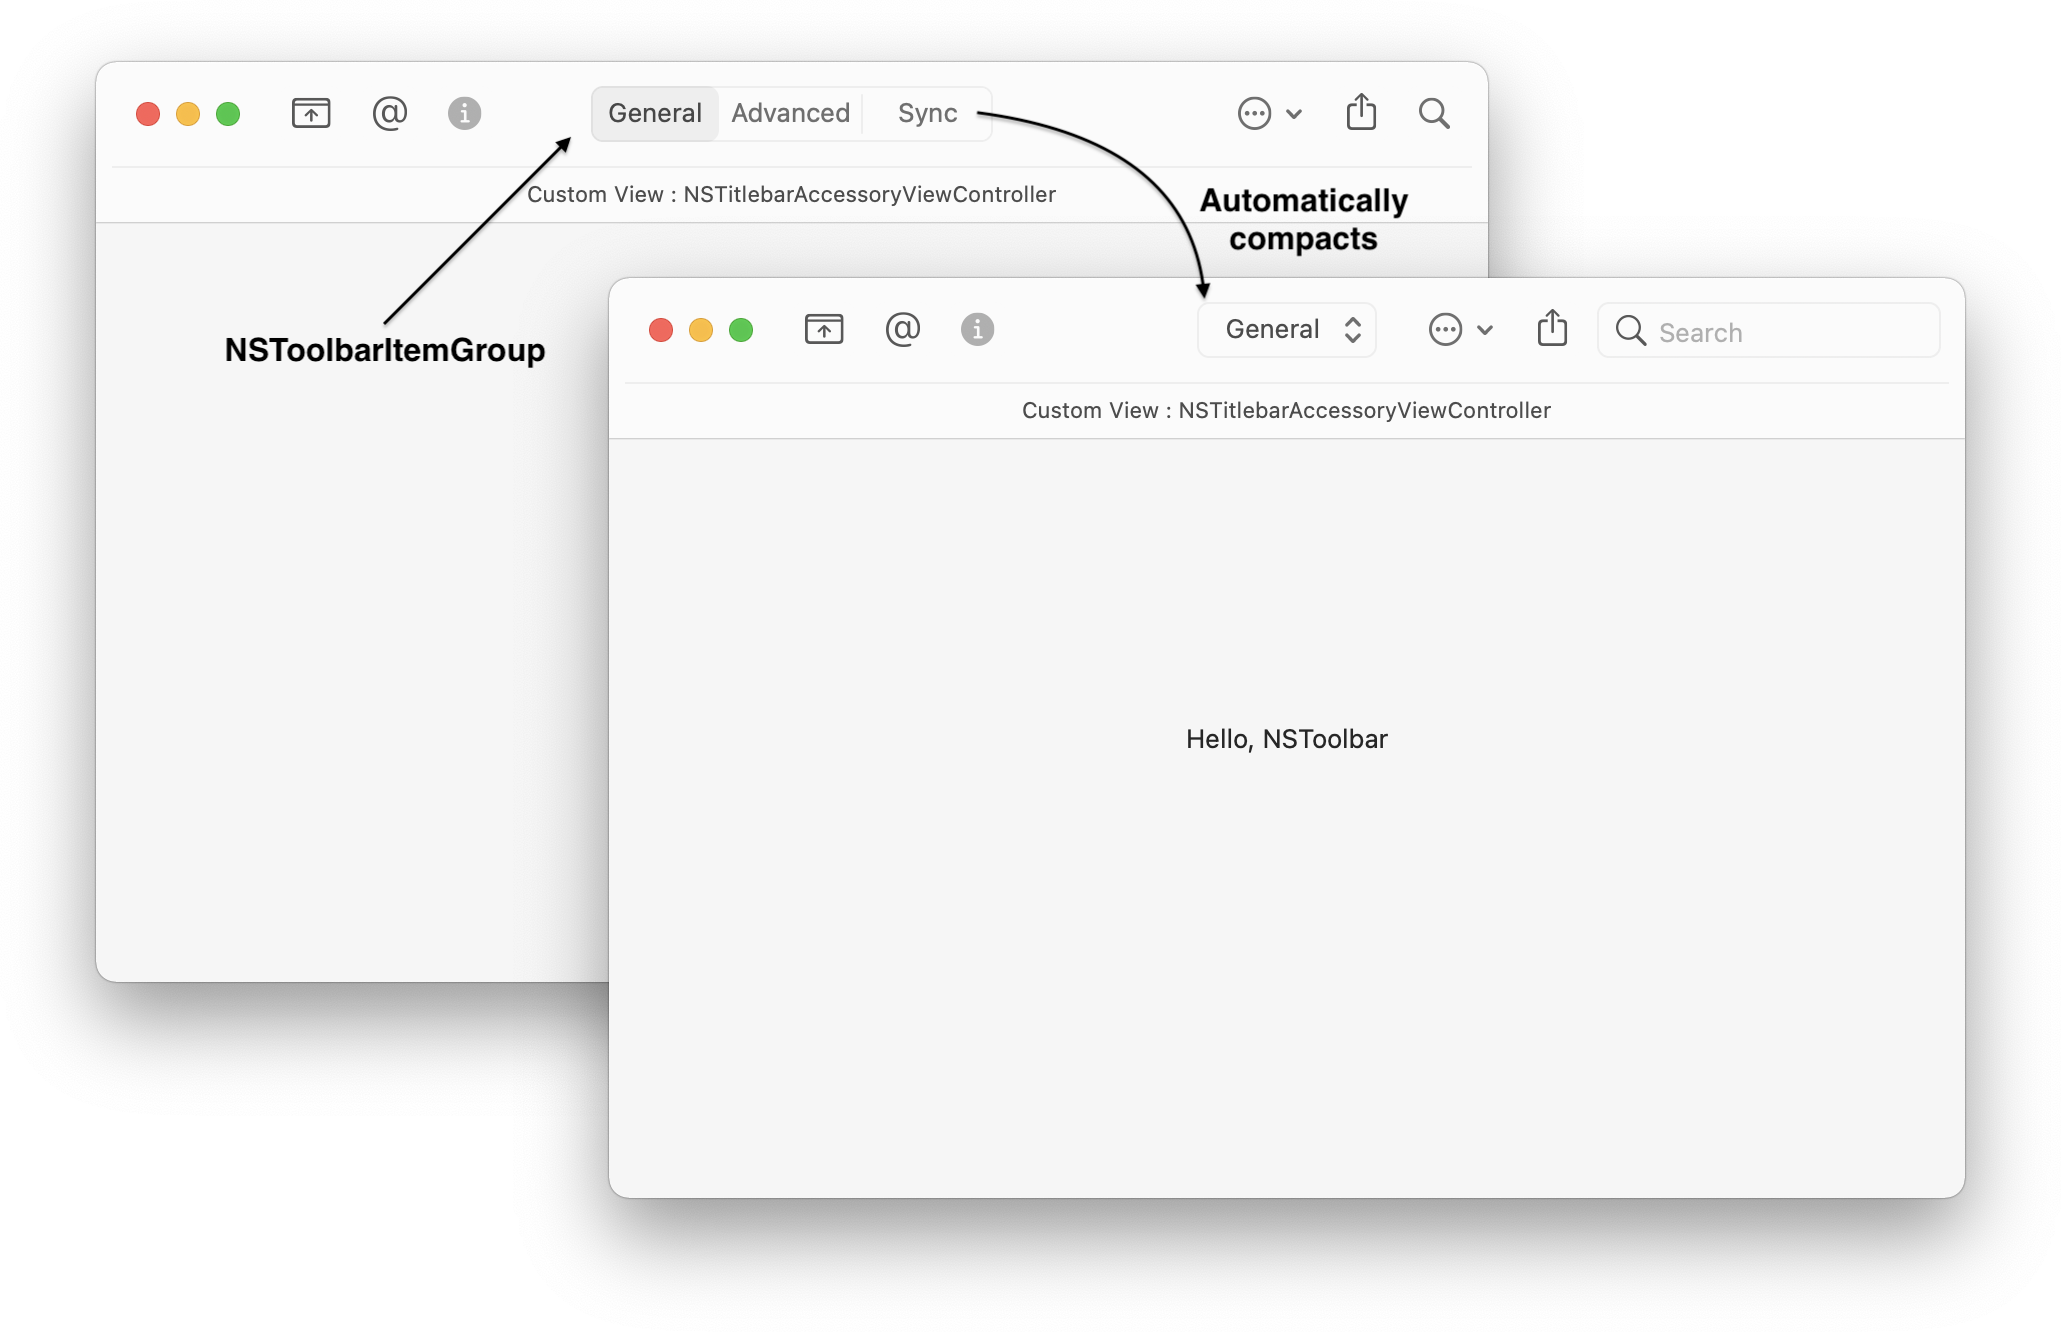 @
General Advanced Sync
Custom View : NSTitlebarAccessoryViewController
Automatically
compacts
NSToolbarItemGroup
@
General
Search
Custom View : NSTitlebarAccessoryViewController
Hello, NSToolbar